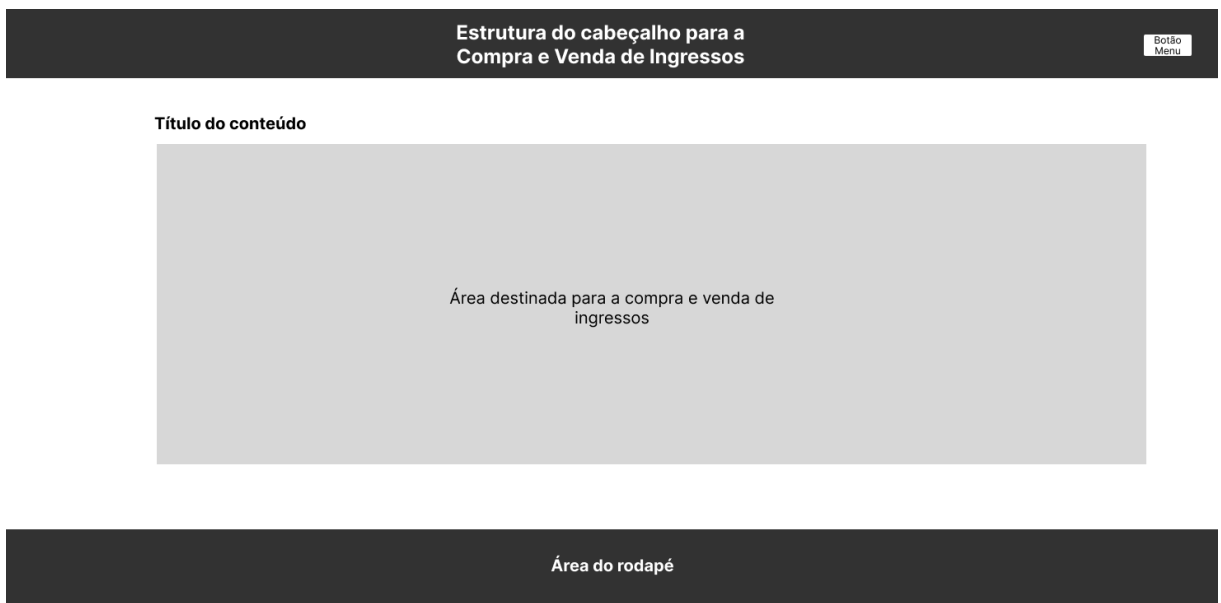 Estrutura do cabeçalho para a
Compra e Venda de Ingressos
Botão
Menu
Título do conteúdo
Área destinada para a compra e venda de
ingressos
Área do rodapé